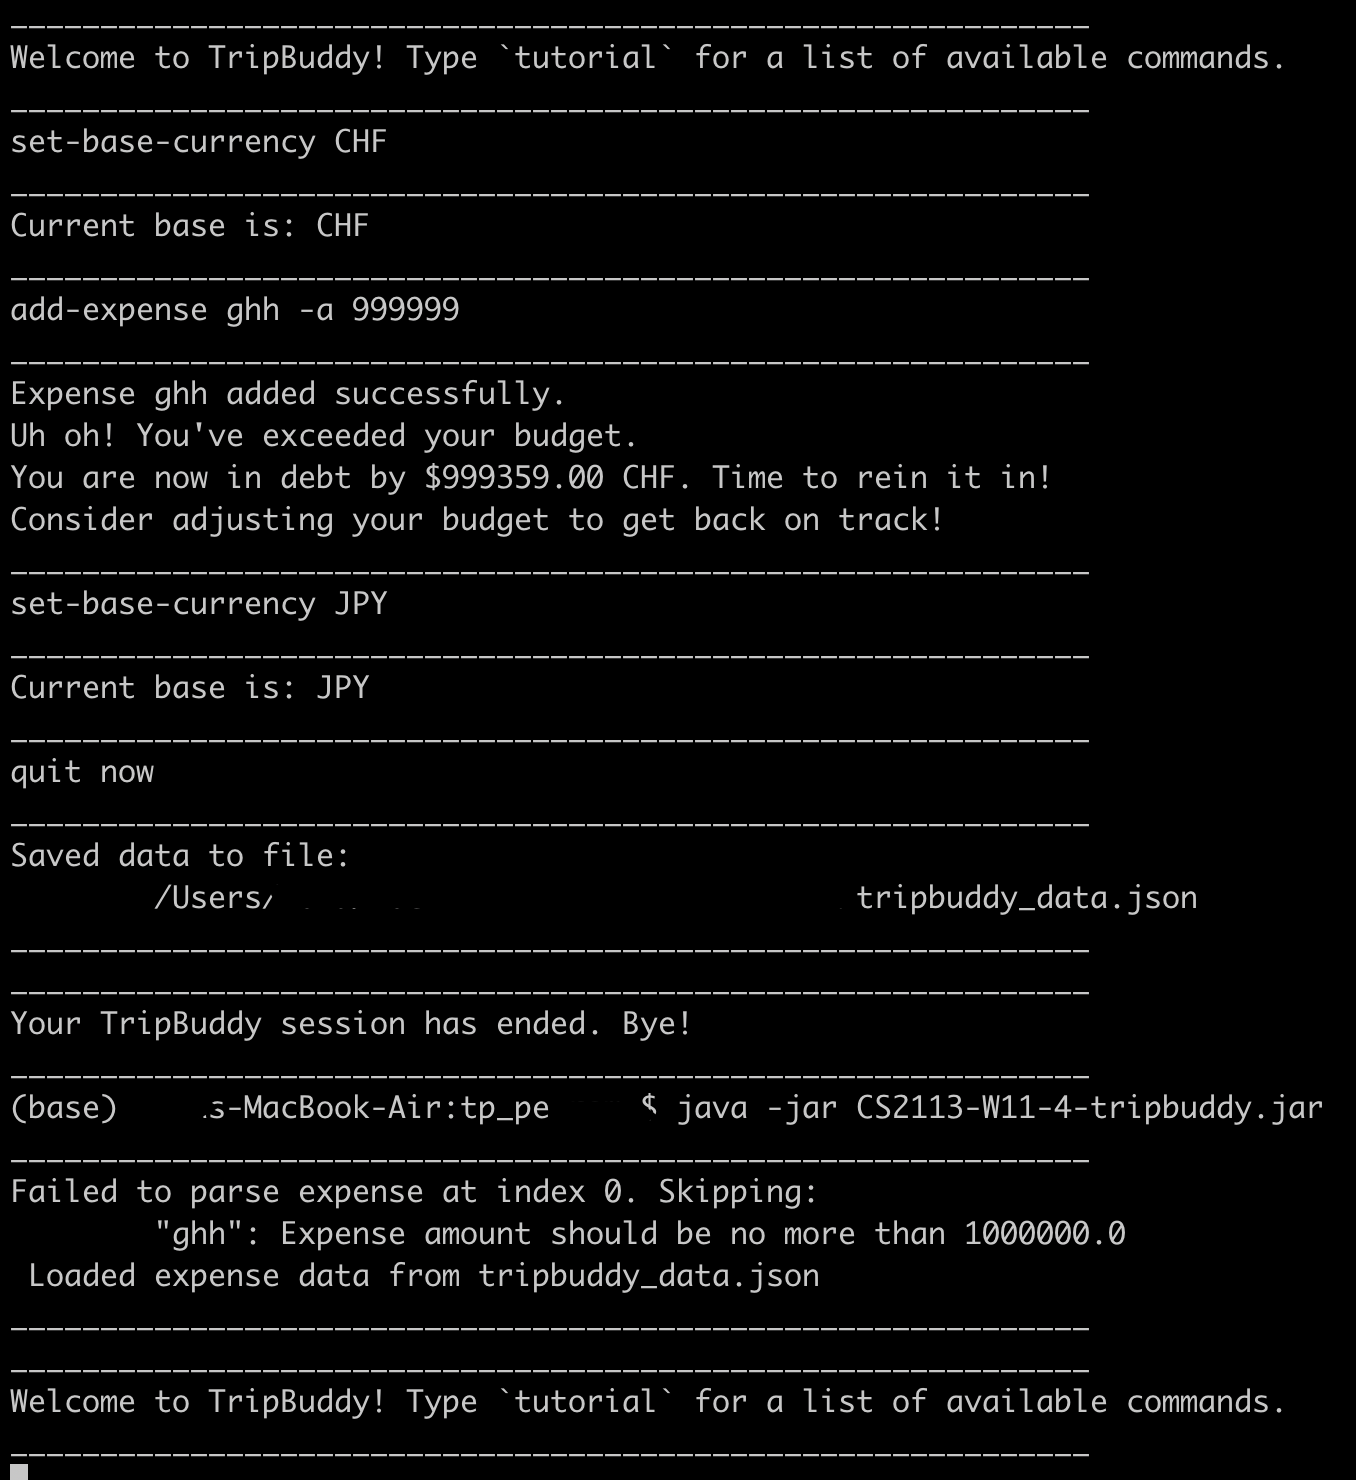 Welcome to TripBuddy! Type `tutorial` for a list of available commands.
____________________________________________________________
set-base-currency CHF
____________________________________________________________
Current base is: CHF
____________________________________________________________
add-expense ghh -a 999999
____________________________________________________________
Expense ghh added successfully.
Uh oh! You've exceeded your budget.
You are now in debt by $999359.00 CHF. Time to rein it in!
Consider adjusting your budget to get back on track!
____________________________________________________________
set-base-currency JPY
____________________________________________________________
Current base is: JPY
____________________________________________________________
quit now
____________________________________________________________
Saved data to file:
/Users/ tripbuddy_data.json
____________________________________________________________
____________________________________________________________
Your TripBuddy session has ended. Bye!
____________________________________________________________
(base) s-MacBook-Air:tp_pe $ java -jar CS2113-W11-4-tripbuddy.jar
____________________________________________________________
Failed to parse expense at index 0. Skipping:
"ghh": Expense amount should be no more than 1000000.0
Loaded expense data from tripbuddy_data.json
____________________________________________________________
____________________________________________________________
Welcome to TripBuddy! Type `tutorial` for a list of available commands.
____________________________________________________________